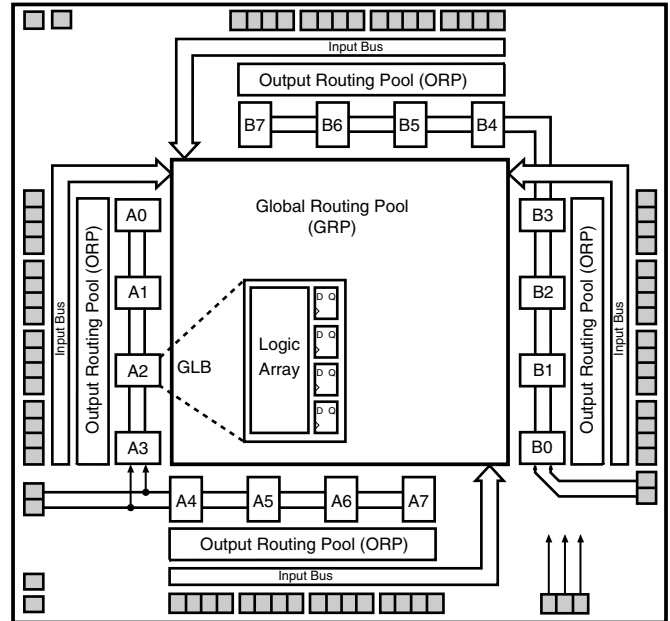 Input Bus
Output Routing Pool (ORP)
B7
B6
B5
B4
Global Routing Pool
(GRP)
Input Bus
Output Routing Pool (ORP)
A0
A1
A2
A3
GLB
Logic
Array
D Q
D Q
D Q
D Q
B3
B2
B1
B0
Output Routing Pool (ORP)
Input Bus
A4
A5
A6
A7
Output Routing Pool (ORP)
Input Bus